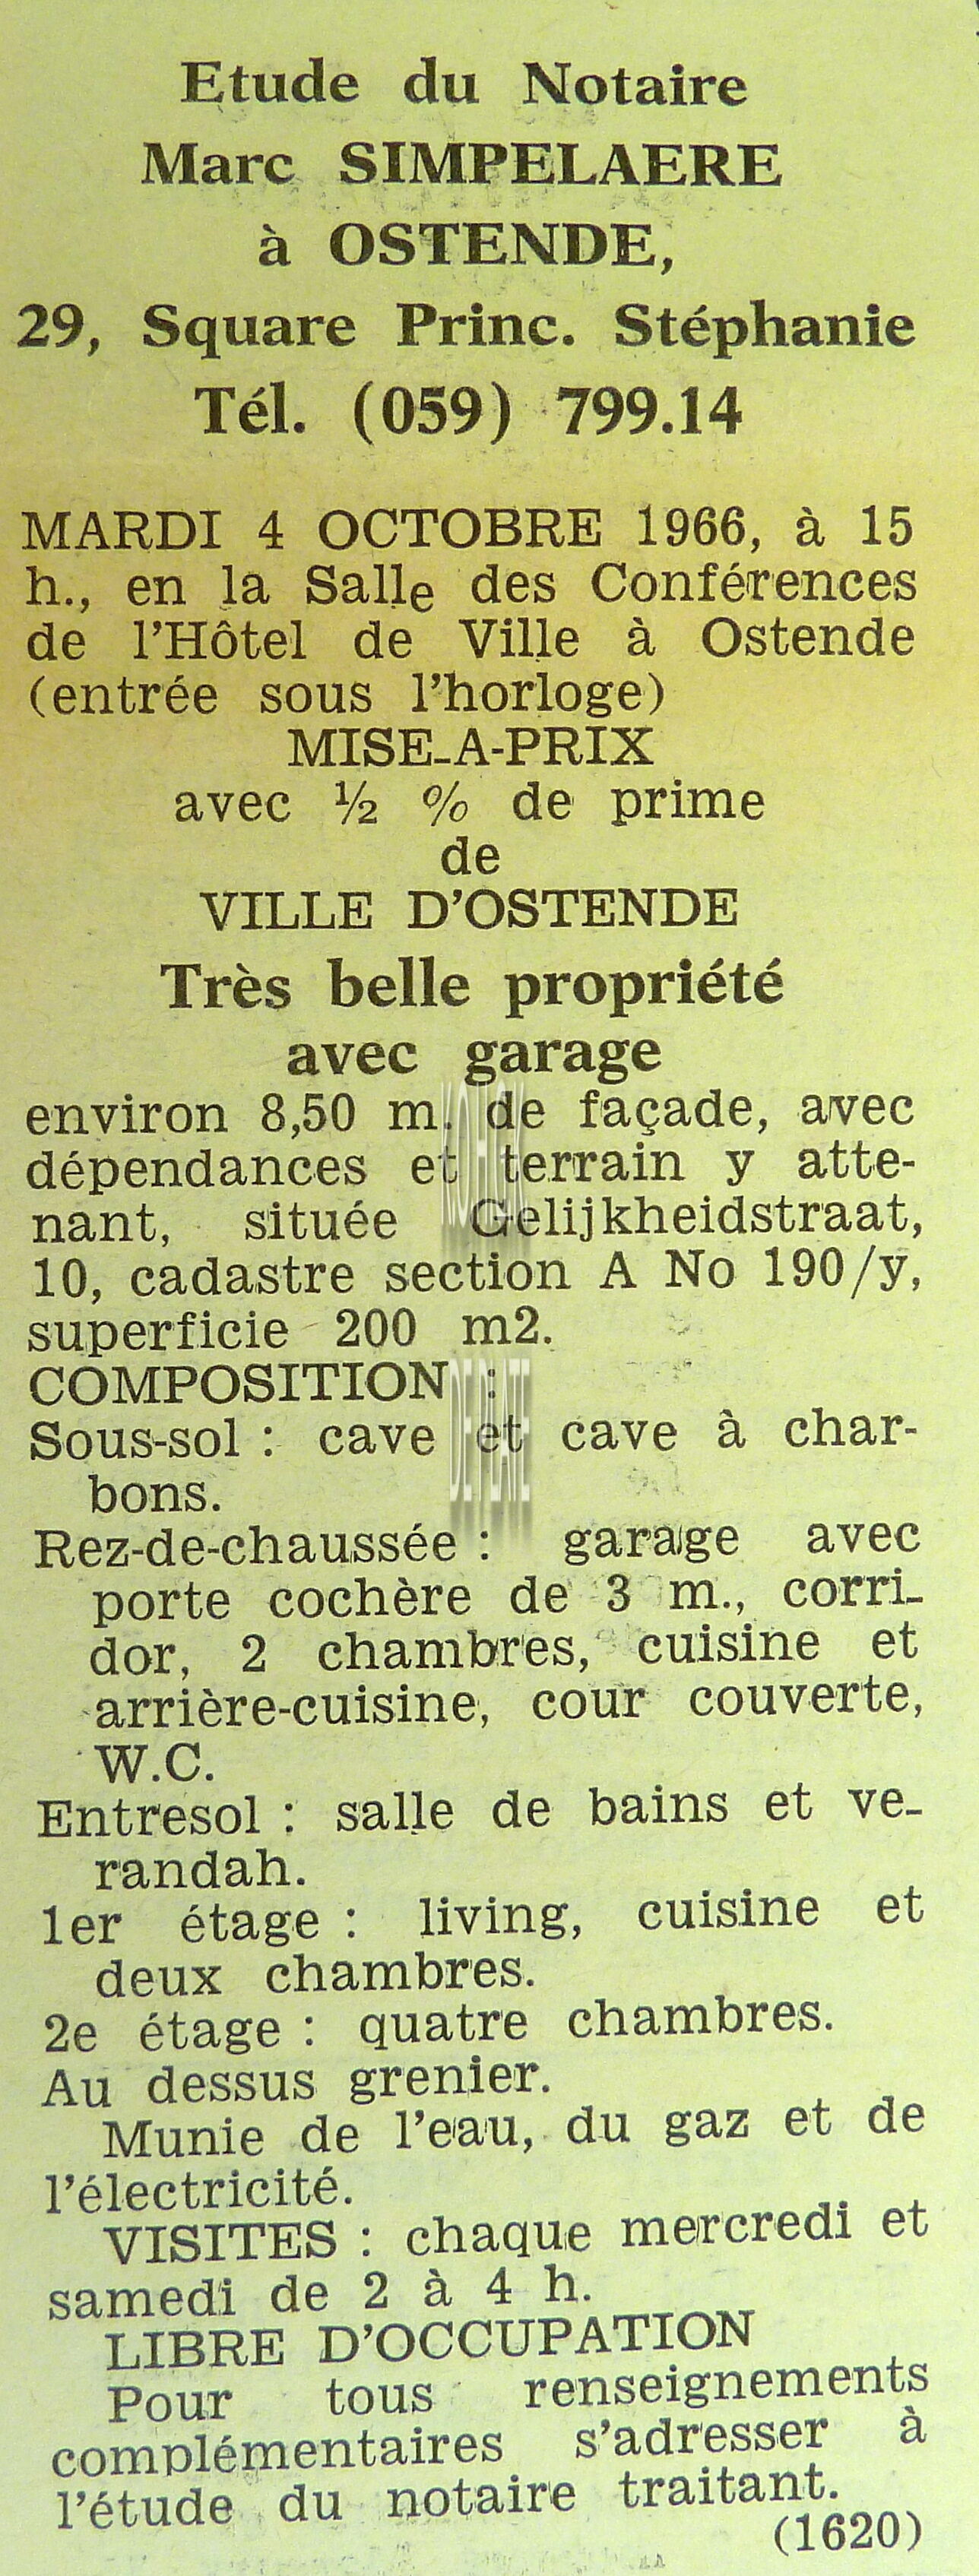 Etude du Notaire
Marc SIMPELAERE
à OSTENDE,
29, Square Princ. Stéphanie
Tél. (059) 799.14
MARDI 4 OCTOBRE 1966, à 15
h., en la Salle des Conférences
de l'Hôtel de Ville à Ostende
(entrée sous l'horloge)
MISE-A-PRIX
avec ½ % de prime
de
VILLE D'OSTENDE
Très belle propriété
avec garage
environ 8,50 m. de façade, avec
dépendances et terrain y atte-
nant, située Gelijkheidstraat,
10, cadastre section A No 190/y,
superficie 200 m2.
COMPOSITION :
Sous-sol : cave et cave à char-
bons.
Rez-de-chaussée : garage avec
porte cochère de 3 m., corri-
dor, 2 chambres, cuisine et
arrière-cuisine, cour couverte,
W.C.
Entresol : salle de bains et ve-
randah.
1er étage : living, cuisine et
deux chambres.
2e étage : quatre chambres.
Au dessus grenier.
Munie de l'eau, du gaz et de
l'électricité.
VISITES : chaque mercredi et
samedi de 2 à 4 h.
LIBRE D'OCCUPATION
Pour tous renseignements
complémentaires s'adresser à
l'étude du notaire traitant.
(1620)
DE PLATE